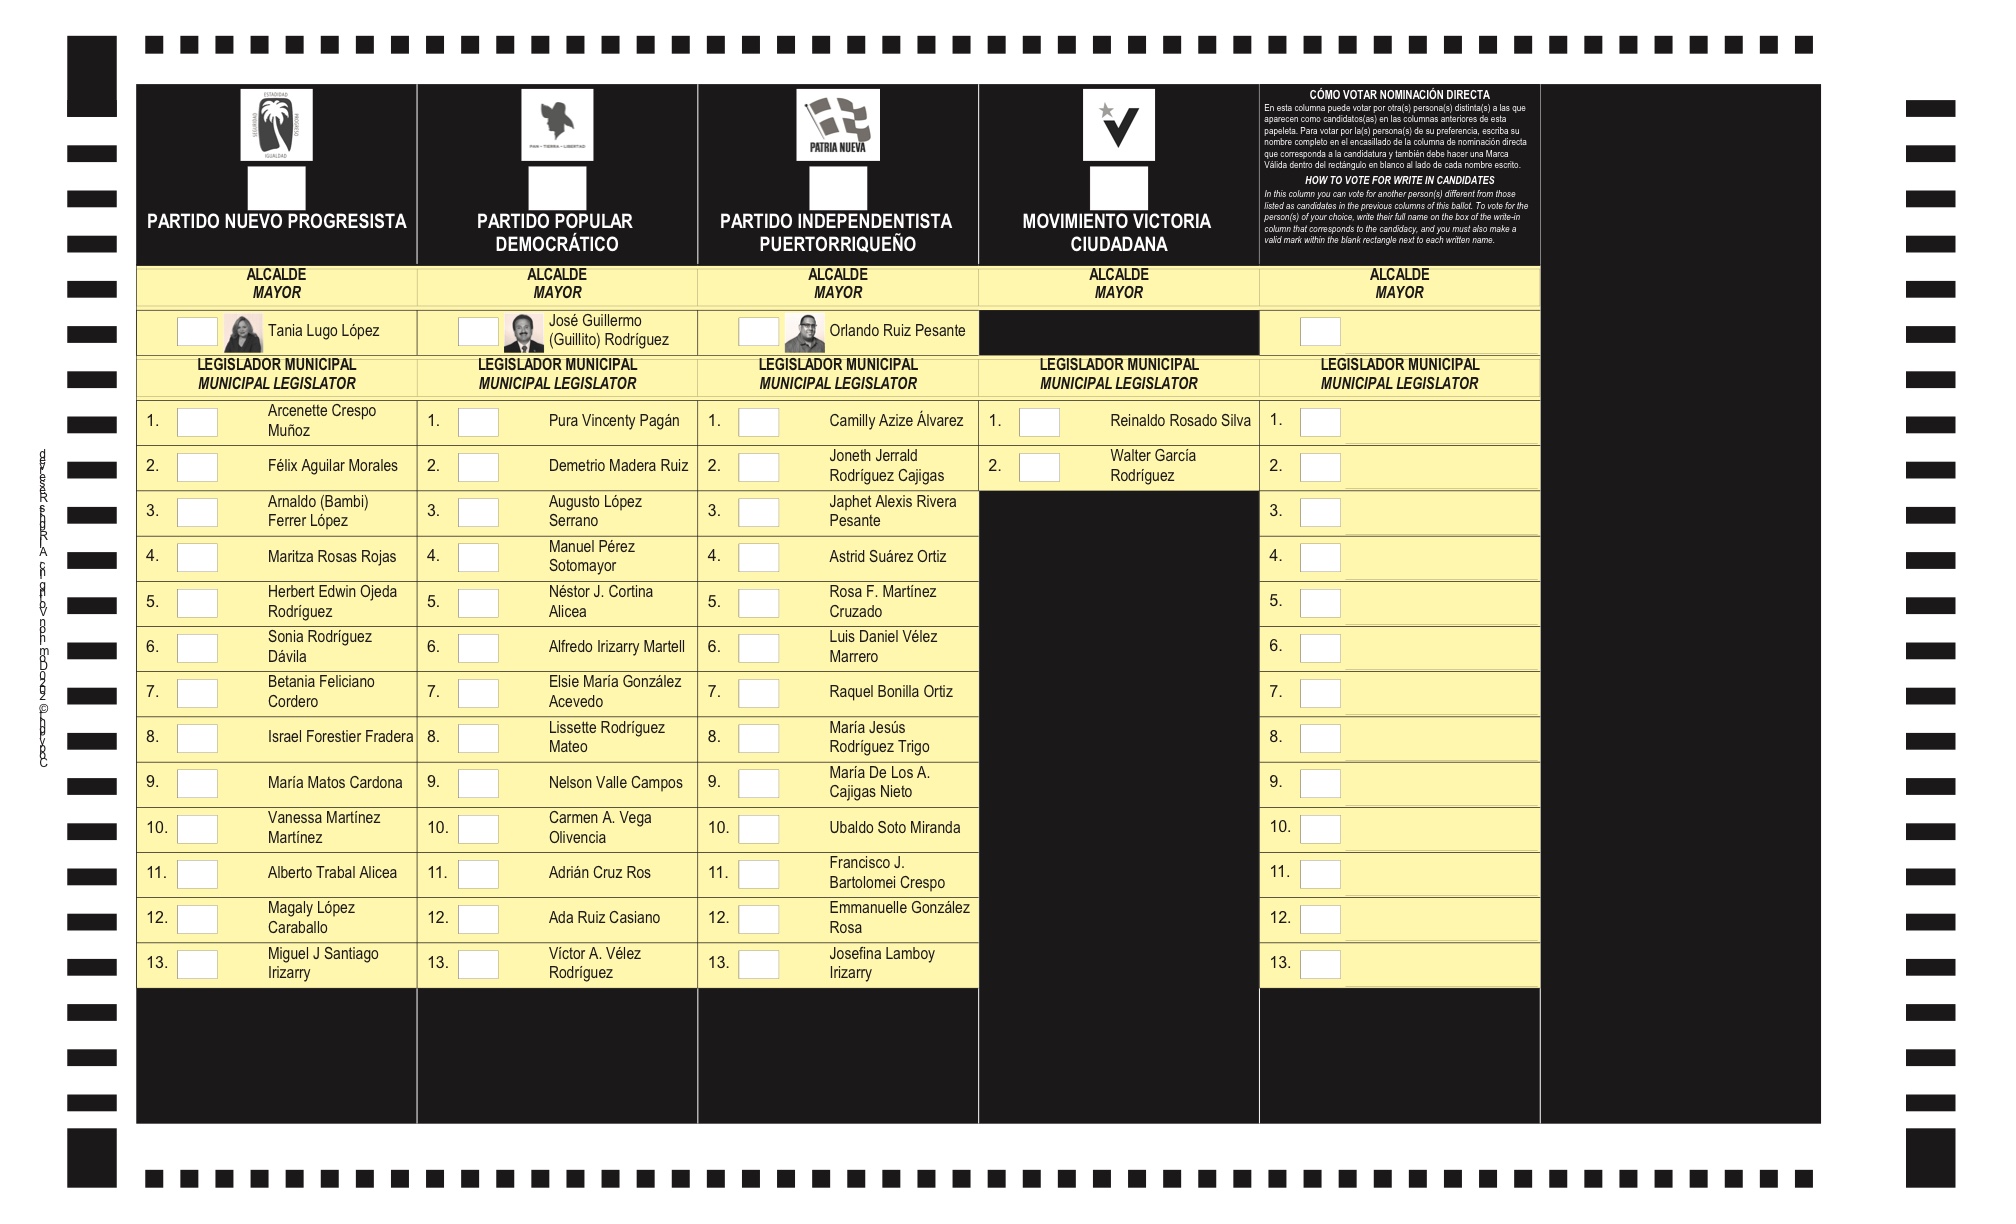 ESTADIDAD
SEGURIDAD
PROGRESO
IGUALDAD
PARTIDO NUEVO PROGRESISTA
PAN - TIERRA - LIBERTAD
PARTIDO POPULAR
DEMOCRÁTICO
PATRIA NUEVA
PARTIDO INDEPENDENTISTA
PUERTORRIQUEÑO
MOVIMIENTO VICTORIA
CIUDADANA
CÓMO VOTAR NOMINACIÓN DIRECTA
En esta columna puede votar por otra(s) persona(s) distinta(s) a las que
aparecen como candidatos(as) en las columnas anteriores de esta
papeleta. Para votar por la(s) persona(s) de su preferencia, escriba su
nombre completo en el encasillado de la columna de nominación directa
que corresponda a la candidatura y también debe hacer una Marca
Válida dentro del rectángulo en blanco al lado de cada nombre escrito.
HOW TO VOTE FOR WRITE IN CANDIDATES
In this column you can vote for another person(s) different from those
listed as candidates in the previous columns of this ballot. To vote for the
person(s) of your choice, write their full name on the box of the write-in
column that corresponds to the candidacy, and you must also make a
valid mark within the blank rectangle next to each written name.
ALCALDE
MAYOR
Tania Lugo López
LEGISLADOR MUNICIPAL
MUNICIPAL LEGISLATOR
1. Arcenette Crespo
Muñoz
2. Félix Aguilar Morales
3. Arnaldo (Bambi)
Ferrer López
4. Maritza Rosas Rojas
5. Herbert Edwin Ojeda
Rodríguez
6. Sonia Rodríguez
Dávila
7. Betania Feliciano
Cordero
8. Israel Forestier Fradera
9. María Matos Cardona
10. Vanessa Martínez
Martínez
11. Alberto Trabal Alicea
12. Magaly López
Caraballo
13. Miguel J Santiago
Irizarry
ALCALDE
MAYOR
José Guillermo
(Guillito) Rodríguez
LEGISLADOR MUNICIPAL
MUNICIPAL LEGISLATOR
1. Pura Vincenty Pagán
2. Demetrio Madera Ruiz
3. Augusto López
Serrano
4. Manuel Pérez
Sotomayor
5. Néstor J. Cortina
Alicea
6. Alfredo Irizarry Martell
7. Elsie María González
Acevedo
8. Lissette Rodríguez
Mateo
9. Nelson Valle Campos
10. Carmen A. Vega
Olivencia
11. Adrián Cruz Ros
12. Ada Ruiz Casiano
13. Víctor A. Vélez
Rodríguez
ALCALDE
MAYOR
Orlando Ruiz Pesante
LEGISLADOR MUNICIPAL
MUNICIPAL LEGISLATOR
1. Camilly Azize Álvarez
2. Joneth Jerrald
Rodríguez Cajigas
3. Japhet Alexis Rivera
Pesante
4. Astrid Suárez Ortiz
5. Rosa F. Martínez
Cruzado
6. Luis Daniel Vélez
Marrero
7. Raquel Bonilla Ortiz
8. María Jesús
Rodríguez Trigo
9. María De Los A.
Cajigas Nieto
10. Ubaldo Soto Miranda
11. Francisco J.
Bartolomei Crespo
12. Emmanuelle González
Rosa
13. Josefina Lamboy
Irizarry
ALCALDE
MAYOR
LEGISLADOR MUNICIPAL
MUNICIPAL LEGISLATOR
1. Reinaldo Rosado Silva
2. Walter García
Rodríguez
ALCALDE
MAYOR
LEGISLADOR MUNICIPAL
MUNICIPAL LEGISLATOR
1.
2.
3.
4.
5.
6.
7.
8.
9.
10.
11.
12.
13.